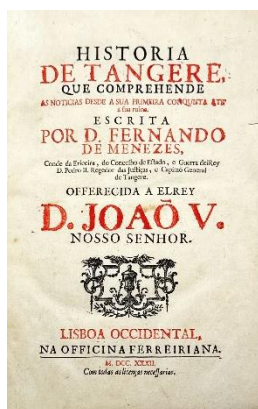 HISTORIA
DE TANGERE,
QUE COMPREHENDE
AS NOTICIAS DESDE A SUA PRIMEIRA CONQUISTA ATE'
a sua ruina.
ESCRITA
POR D. FERNANDO
DE MENEZES,
Conde da Ericeira, do Concelho de Estado, e Guerra delRey
D. Pedro II. Regedor das Justiças, e Capitaõ General
de Tangere.
OFFERECIDA A ELREY
D. JOAÕ V.
NOSSO SENHOR.
LISBOA OCCIDENTAL,
NA OFFICINA FERREIRIANA.
M. DCC. XXXII.
Com todas as licenças necessarias.